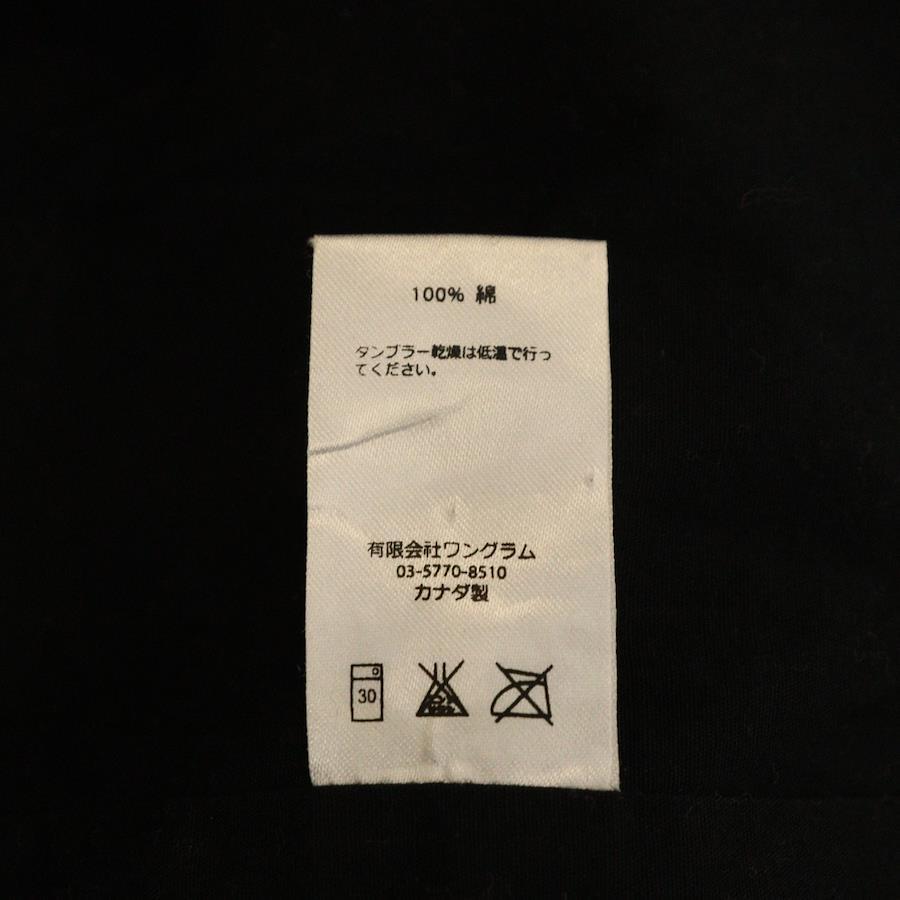 100% 綿
タンブラー乾燥は低温で行っ
てください。
有限会社ワングラム
03-5770-8510
カナダ製
30